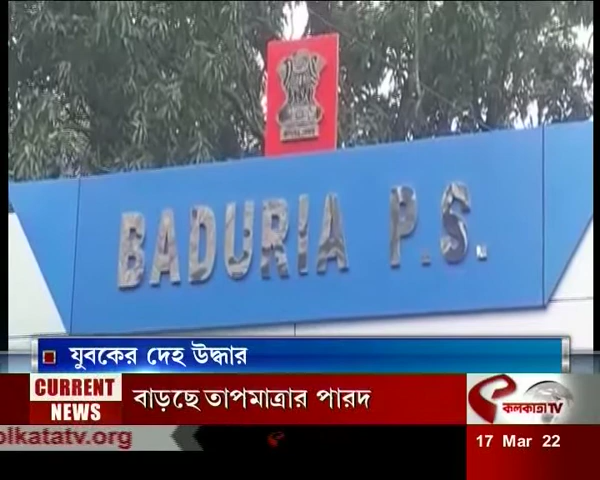 BADURIA P.S.
যুবকের দেহ উদ্ধার
CURRENT NEWS
বাড়ছে তাপমাত্রার পারদ
কলকাতা TV
olkatatv.org
17 Mar 22